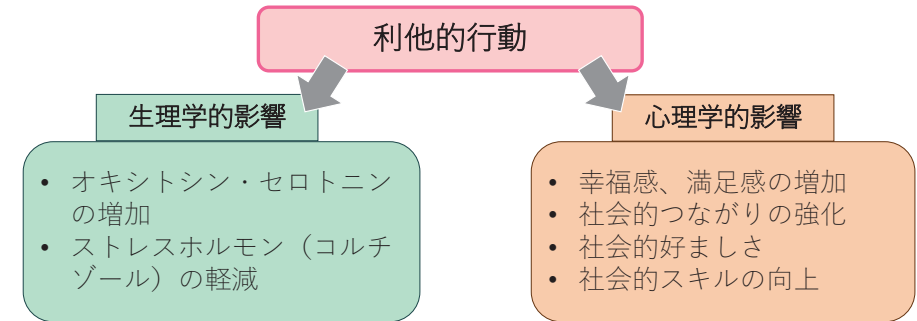 利他的行動
生理学的影響
• オキシトシン・セロトニン
の増加
• ストレスホルモン（コルチ
ゾール）の軽減
心理学的影響
• 幸福感、満足感の増加
• 社会的つながりの強化
• 社会的好ましさ
• 社会的スキルの向上